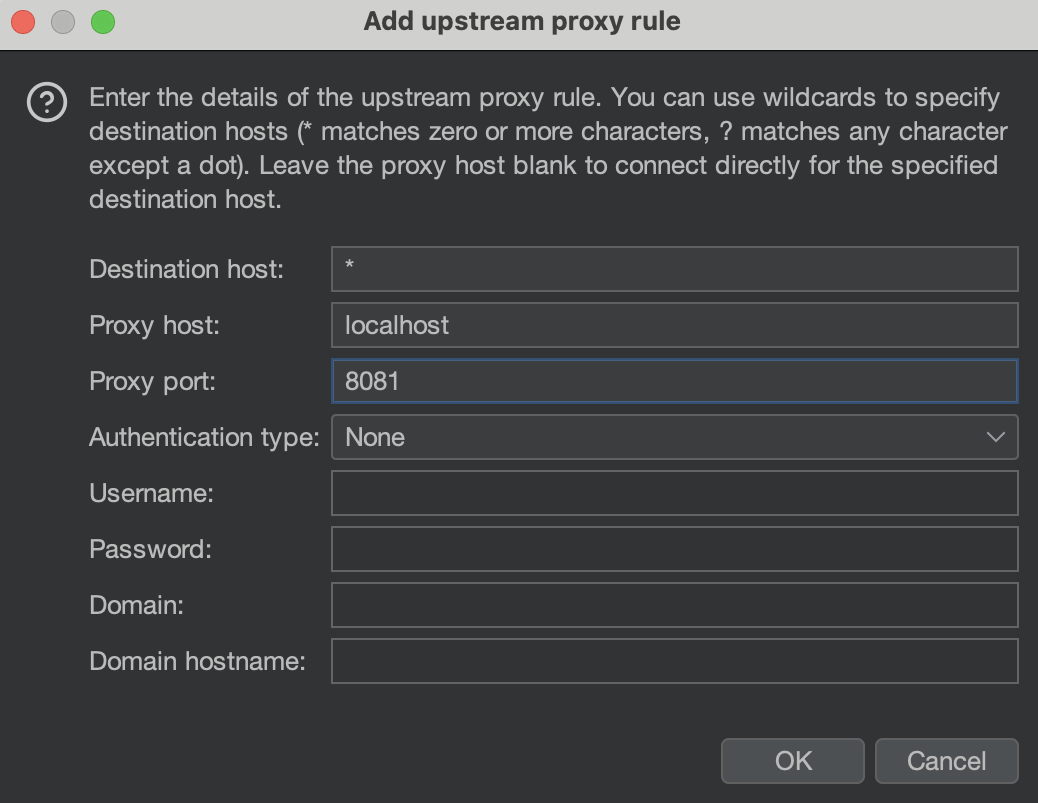 Add upstream proxy rule
Enter the details of the upstream proxy rule. You can use wildcards to specify
destination hosts (* matches zero or more characters, ? matches any character
except a dot). Leave the proxy host blank to connect directly for the specified
destination host.
Destination host: *
Proxy host: localhost
Proxy port: 8081
Authentication type: None
Username:
Password:
Domain:
Domain hostname:
OK Cancel